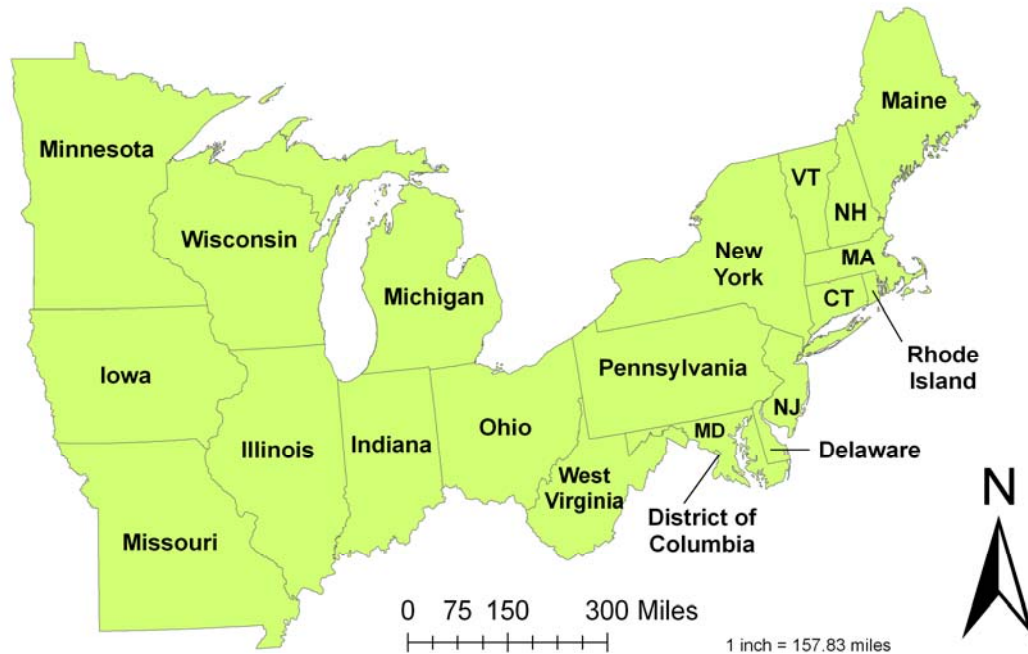 Maine
Minnesota
VT
NH
Wisconsin
New
York
MA
Michigan
CT
Rhode
Island
Pennsylvania
Iowa
NJ
Ohio
MD
Illinois
Indiana
Delaware
West
Virginia
District of
Columbia
Missouri
N
0 75 150 300 Miles
1 inch = 157.83 miles